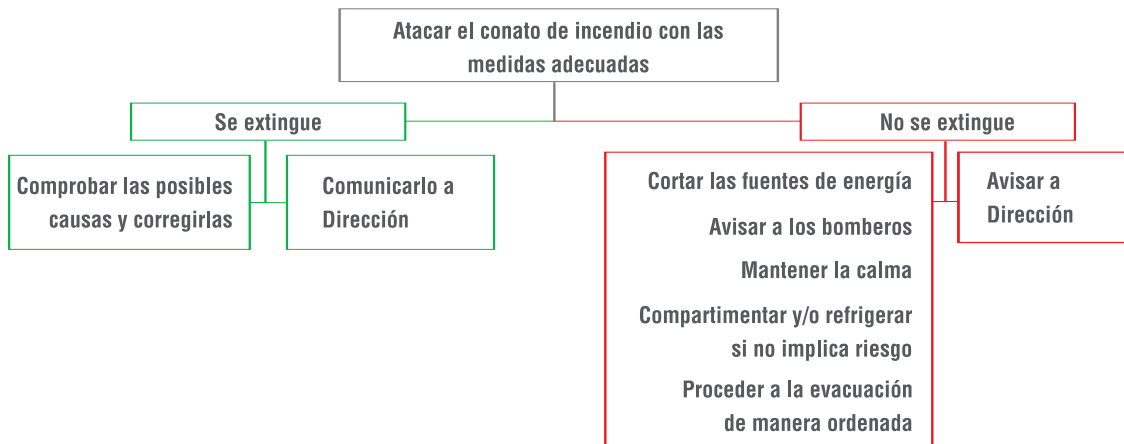 Atacar el conato de incendio con las
medidas adecuadas
Se extingue
No se extingue
Comprobar las posibles
causas y corregirlas
Comunicarlo a
Dirección
Cortar las fuentes de energía
Avisar a los bomberos
Mantener la calma
Compartimentar y/o refrigerar
si no implica riesgo
Proceder a la evacuación
de manera ordenada
Avisar a
Dirección